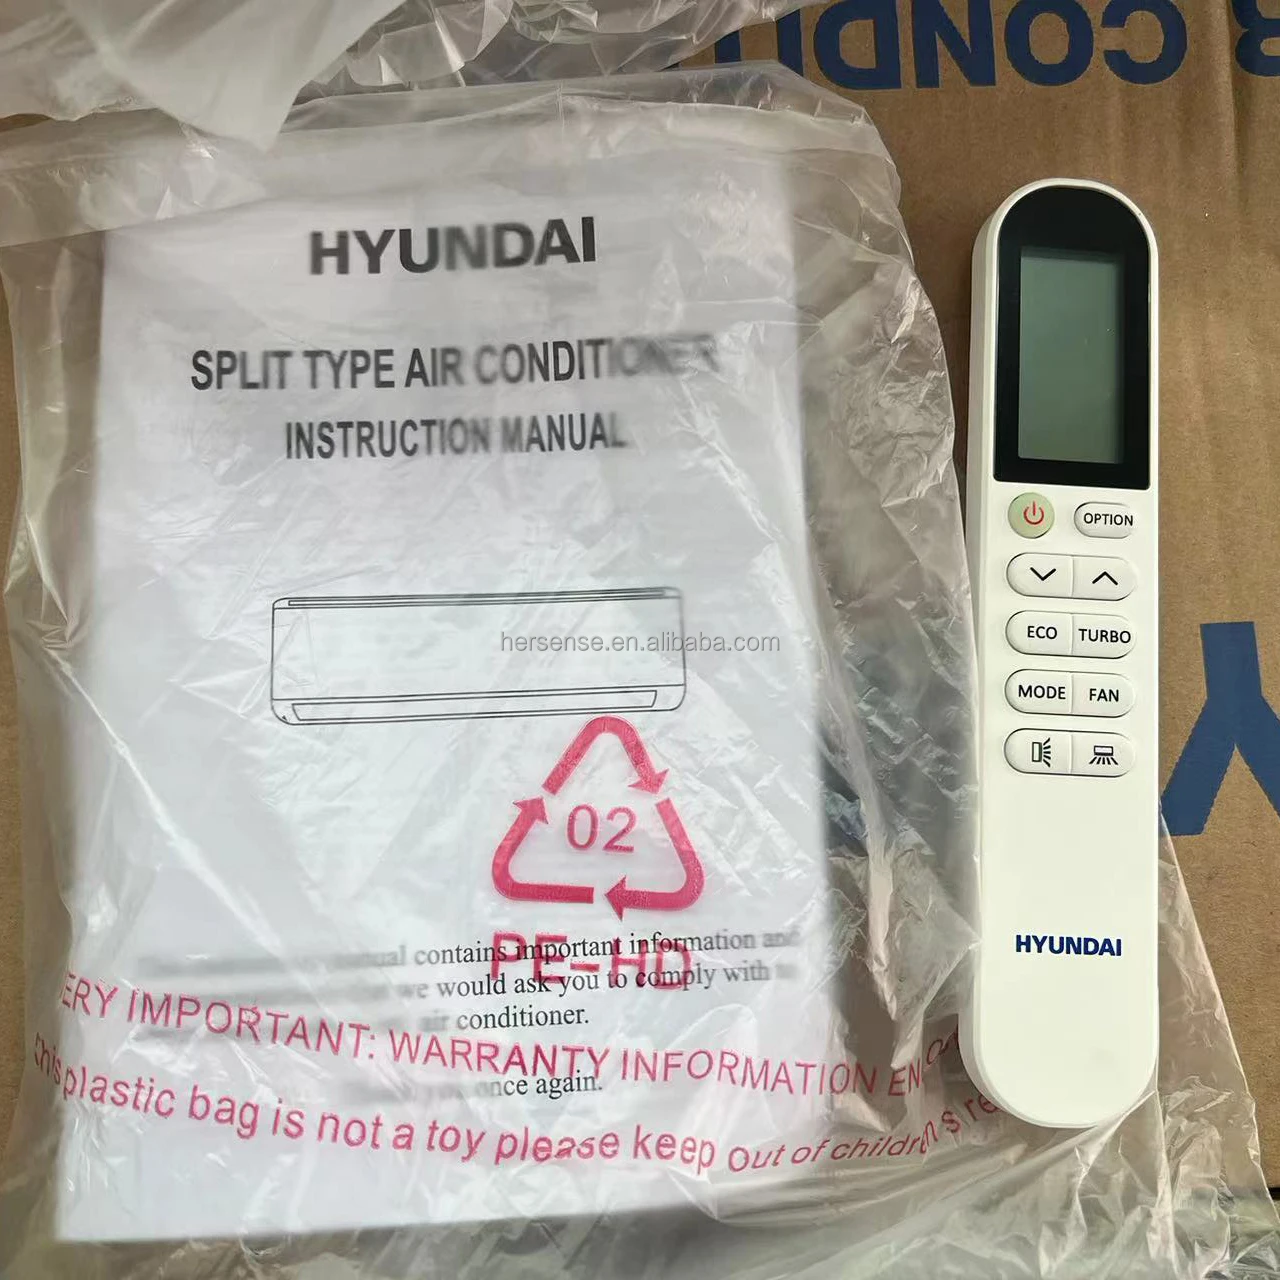 R CONDITI
HYUNDAI
SPLIT TYPE AIR CONDITIONER
INSTRUCTION MANUAL
hersense.en.alibaba.com
02
PE-HD
contains important information and
we would ask you to comply with
air conditioner.
once again.
ERY IMPORTANT: WARRANTY INFORMATION EN
this plastic bag is not a toy please keep out of children's re
OPTION
ECO TURBO
MODE FAN
HYUNDAI
Y